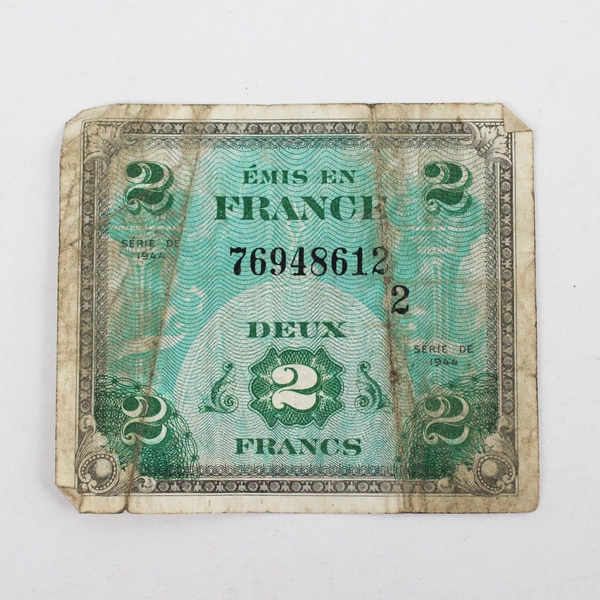 2 2
ÉMIS EN
FRANCE
SÉRIE DE
1944
76948612
2
DEUX
SÉRIE DE
1944
2
2 2
FRANCS